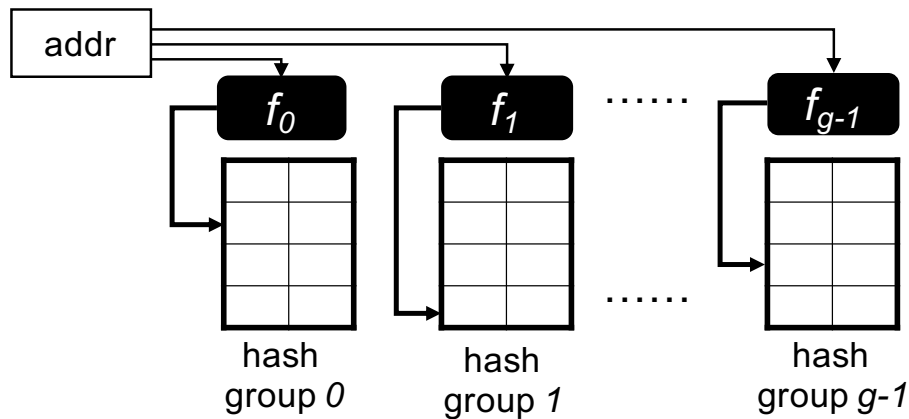 addr
f0
f1
......
fg-1
......
hash
group 0
hash
group 1
hash
group g-1